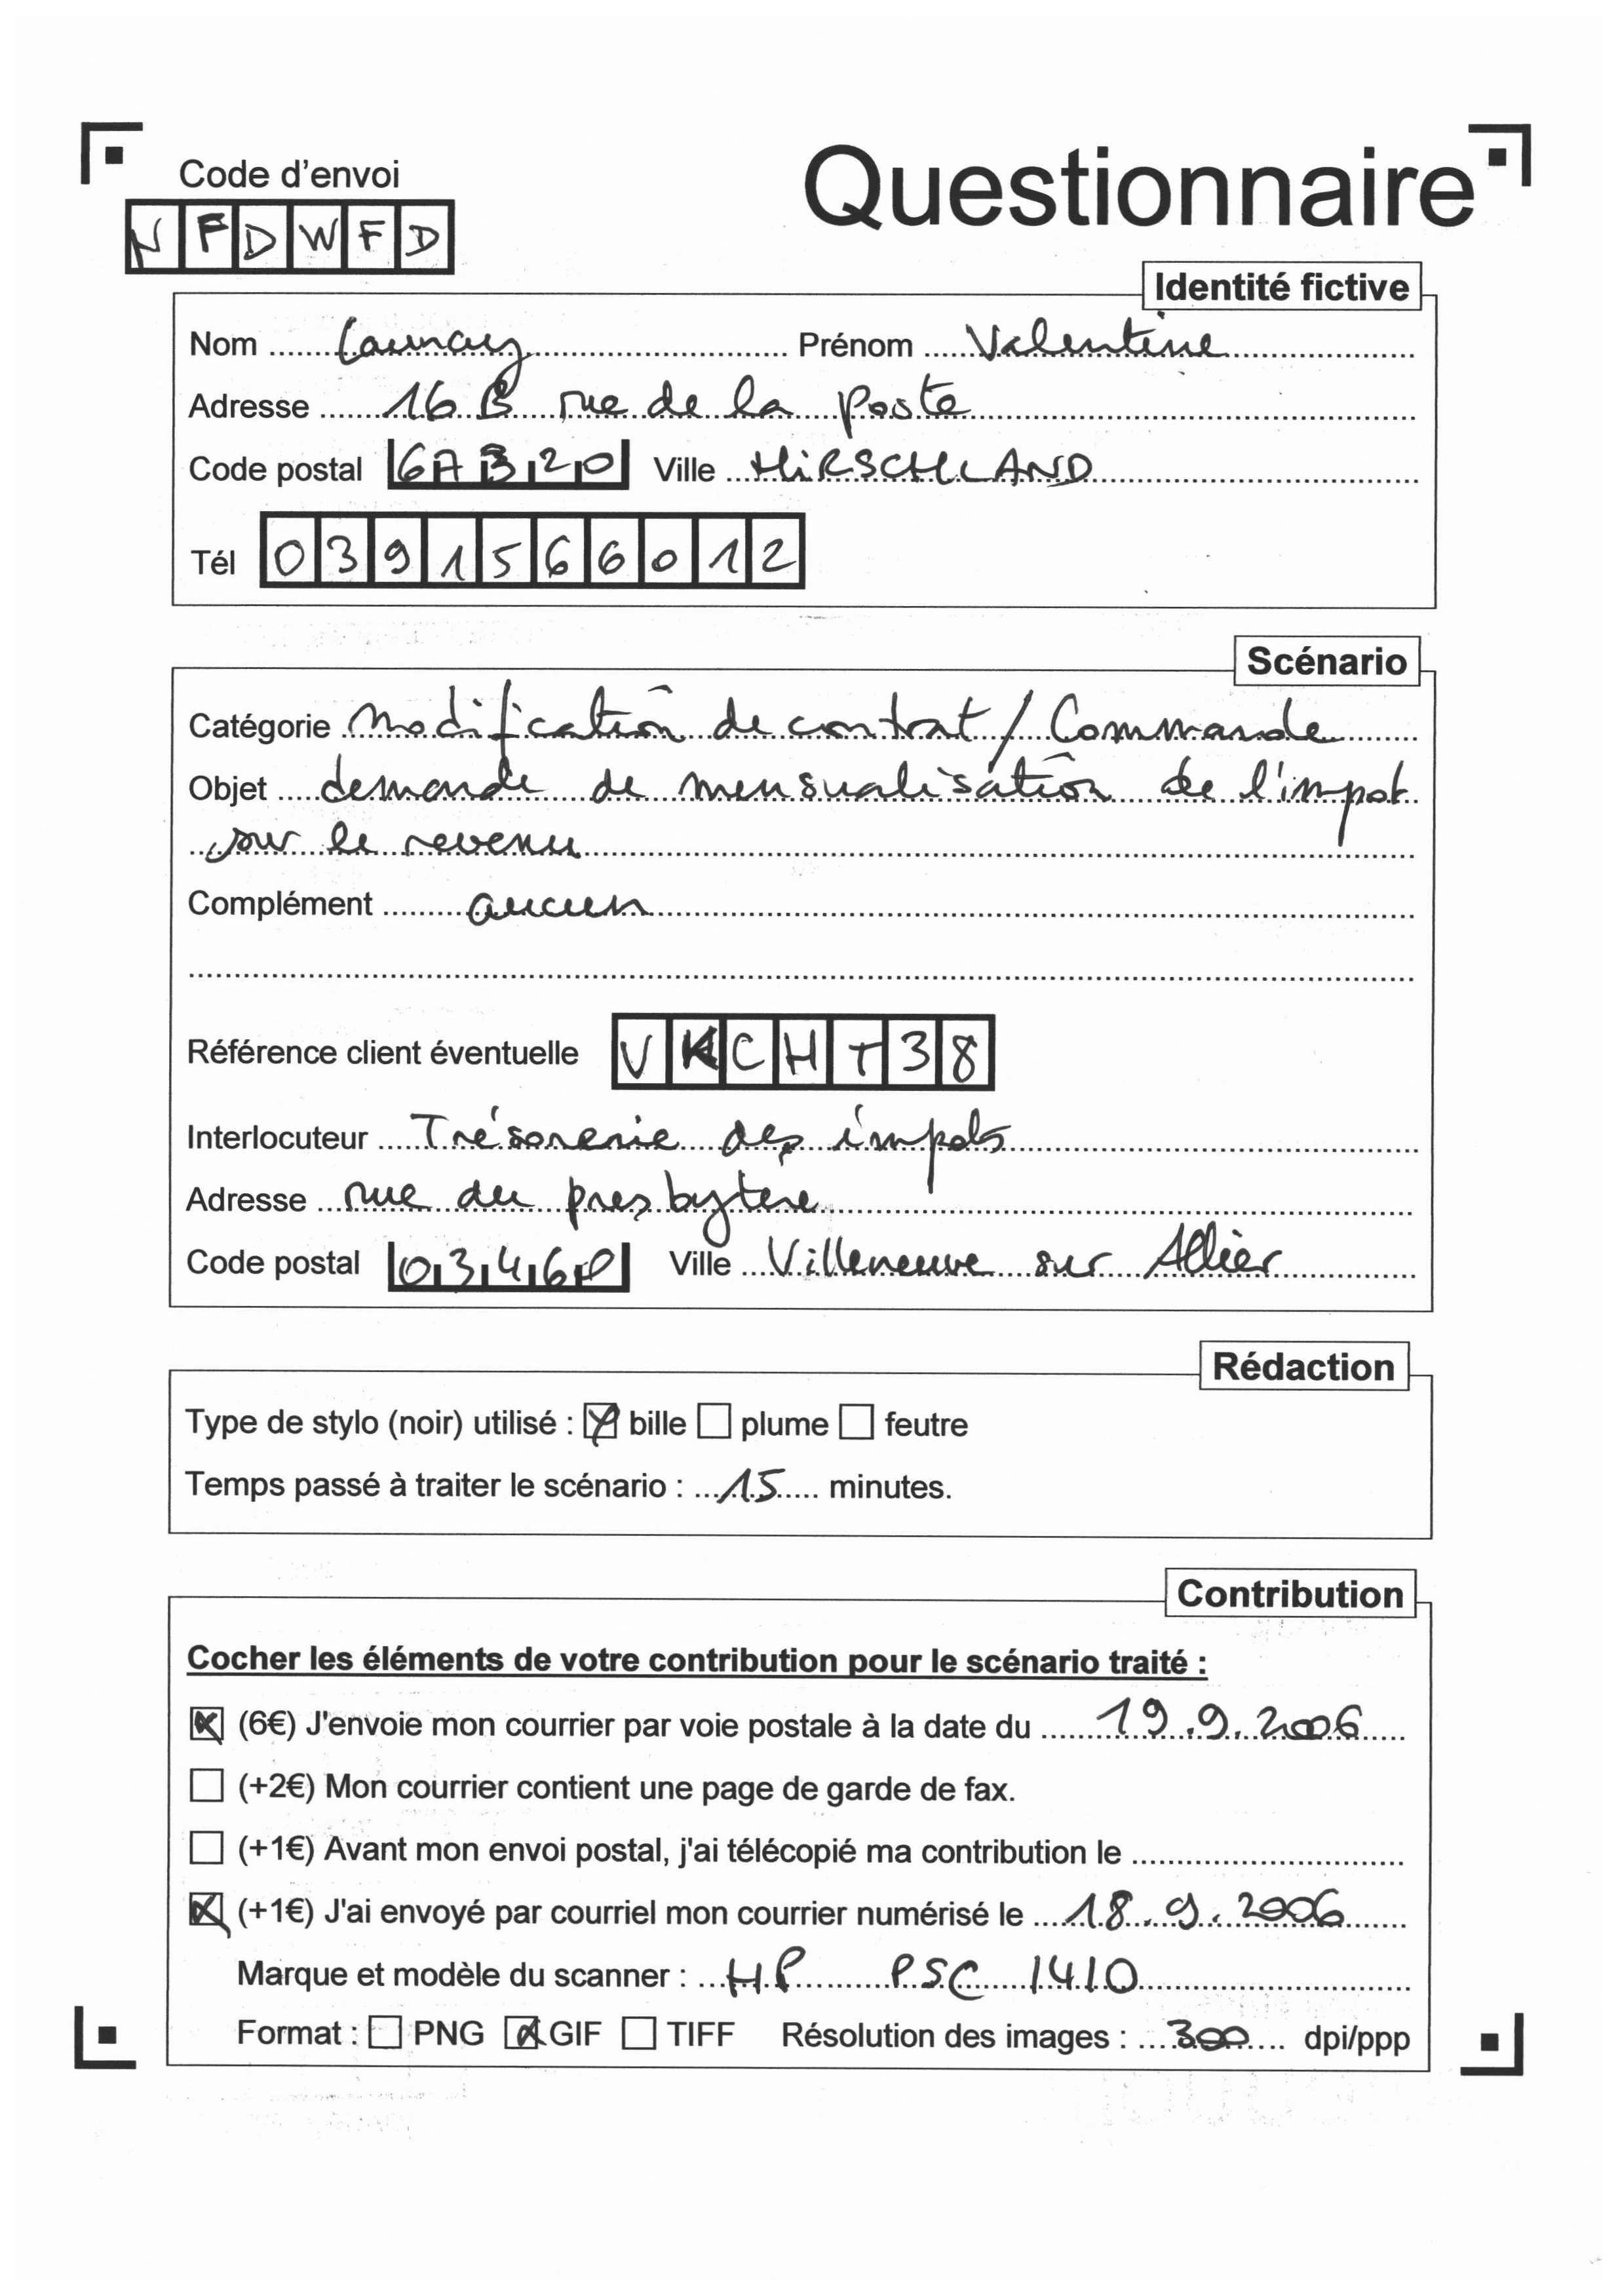 Code d'envoi
Questionnaire
N F D W F D
Identité fictive
Nom Launay Prénom Valentine
Adresse 16 B rue de la poste
Code postal 67320 Ville HiRSCHLAND
Tél 0391566012
Scénario
Catégorie Modification de contrat / Commande
Objet demande de mensualisation de l'impot
sur le revenu
Complément aucun
Référence client éventuelle VKCHT38
Interlocuteur Trésorerie des impots
Adresse rue du presbytère
Code postal 03460 Ville Villeneuve sur Allier
Rédaction
Type de stylo (noir) utilisé : bille plume feutre
Temps passé à traiter le scénario : 15 minutes.
Contribution
Cocher les éléments de votre contribution pour le scénario traité :
(6€) J'envoie mon courrier par voie postale à la date du 19.9.2006
(+2€) Mon courrier contient une page de garde de fax.
(+1€) Avant mon envoi postal, j'ai télécopié ma contribution le
(+1€) J'ai envoyé par courriel mon courrier numérisé le 18.9.2006
Marque et modèle du scanner : HP PSC 1410
Format : PNG GIF TIFF Résolution des images : 300 dpi/ppp